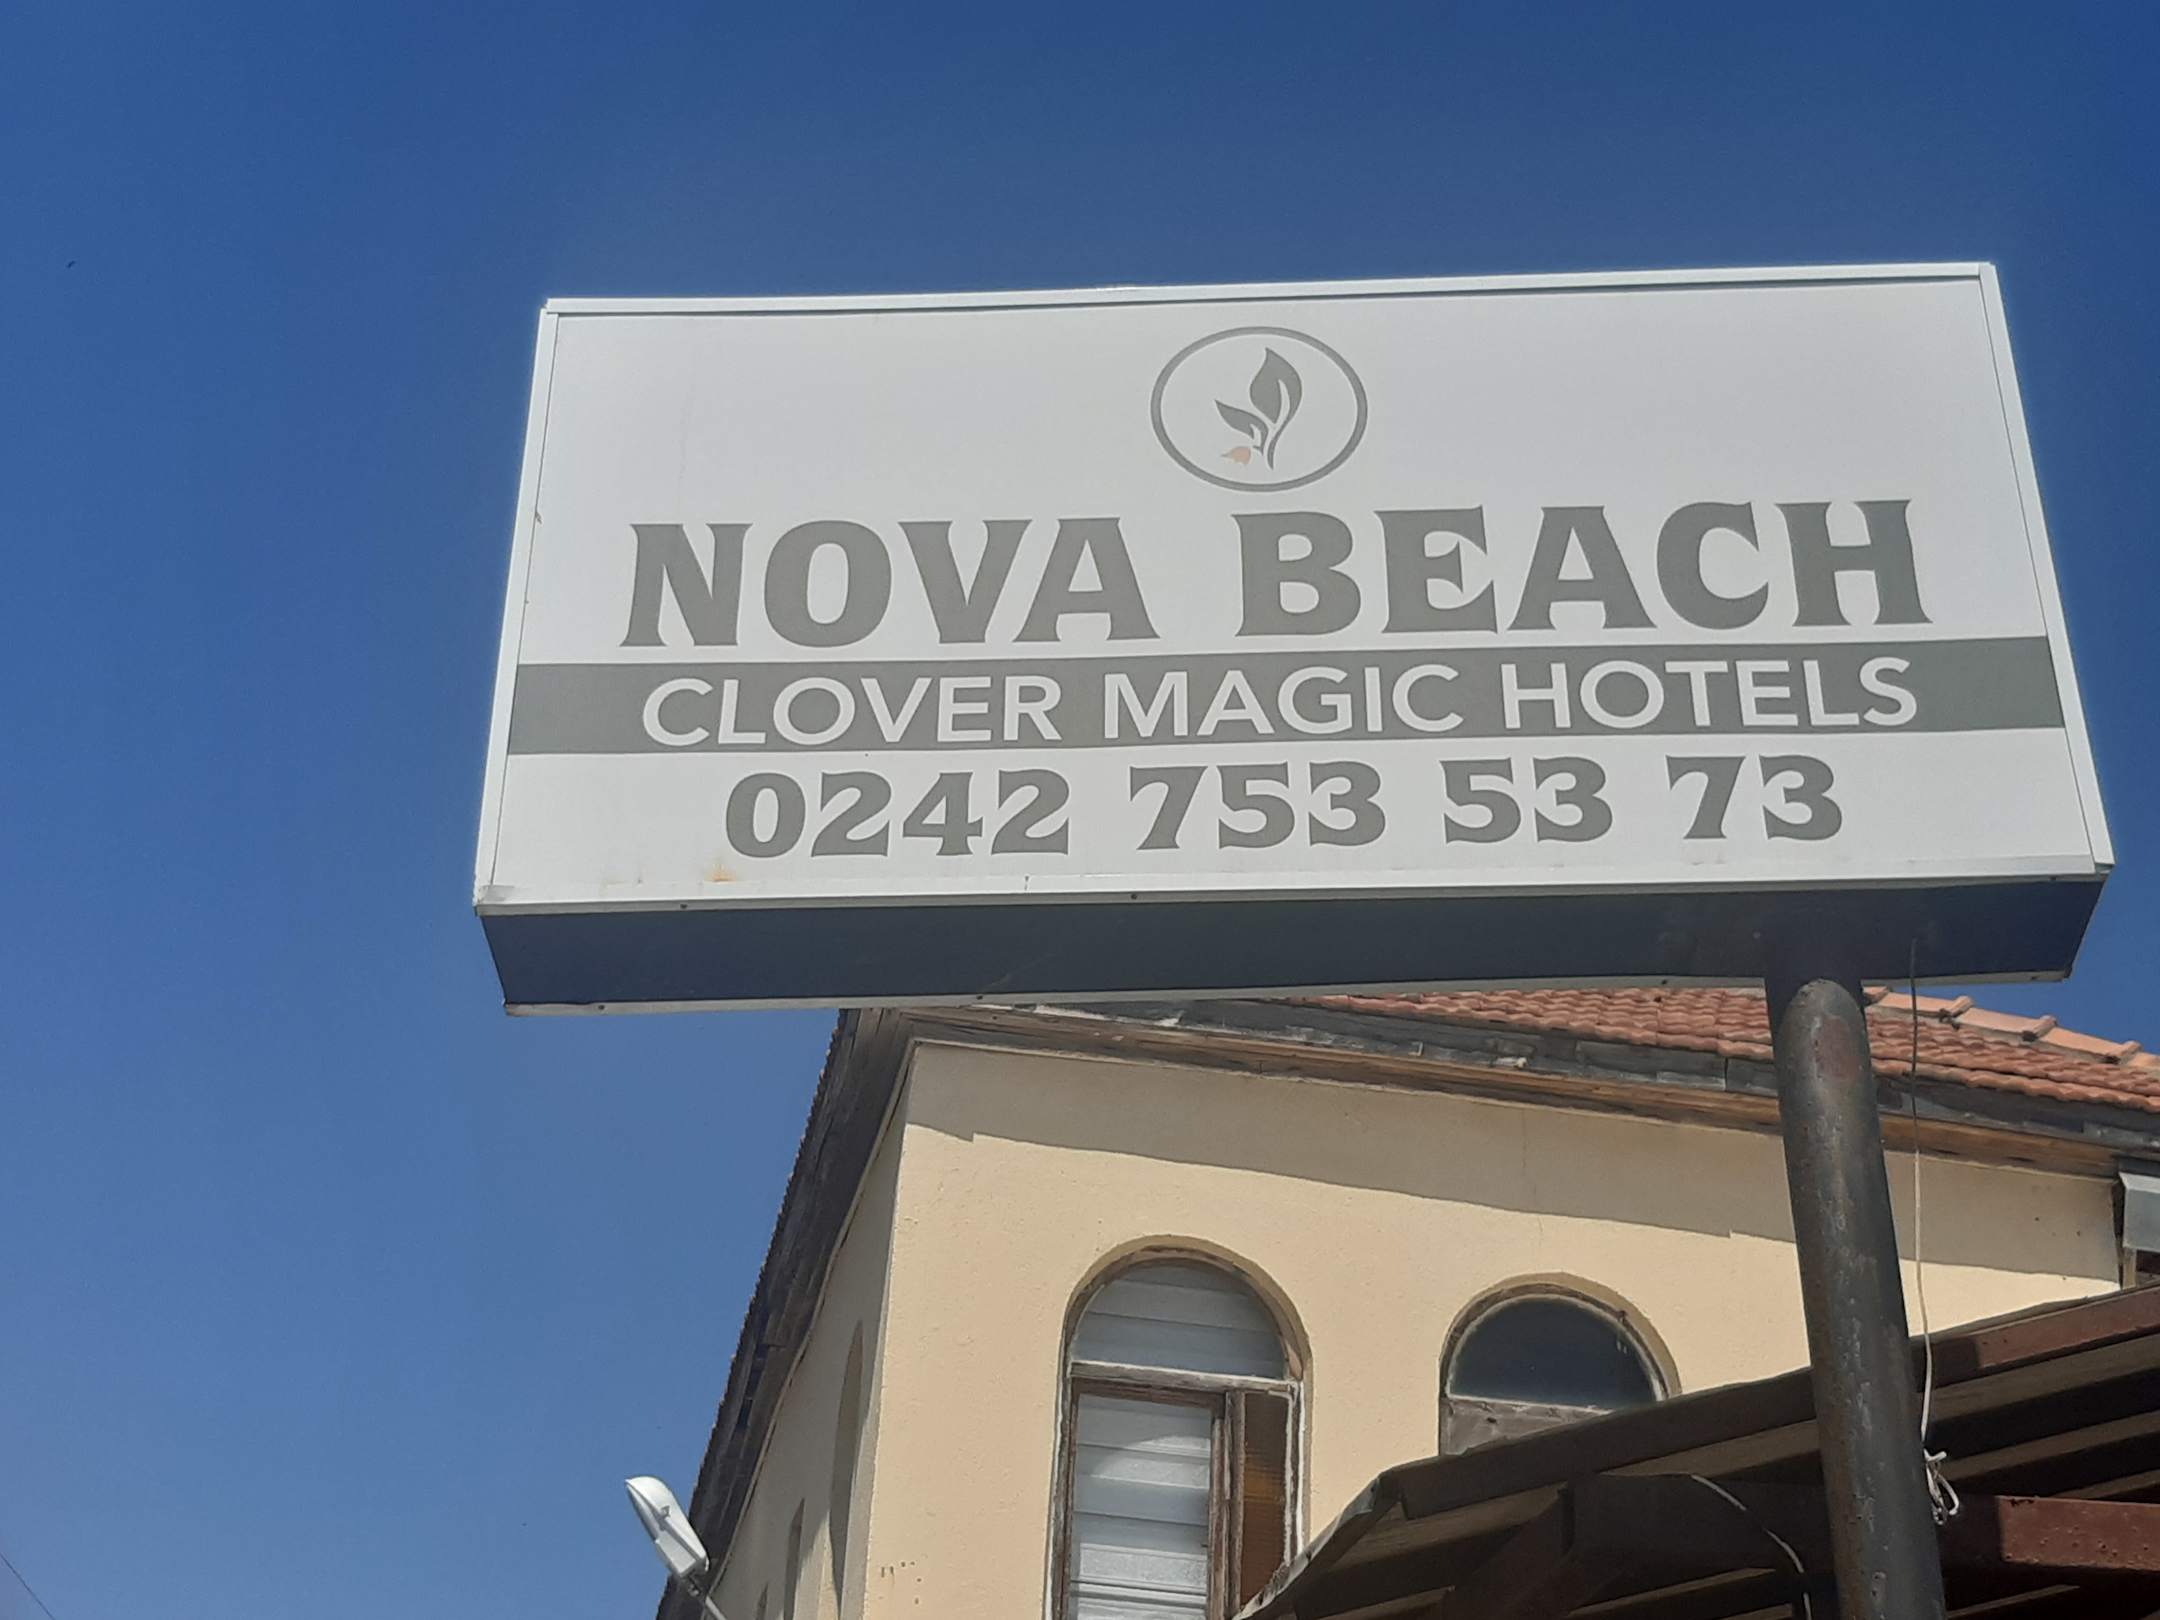 NOVA BEACH
CLOVER MAGIC HOTELS
0242 753 53 73